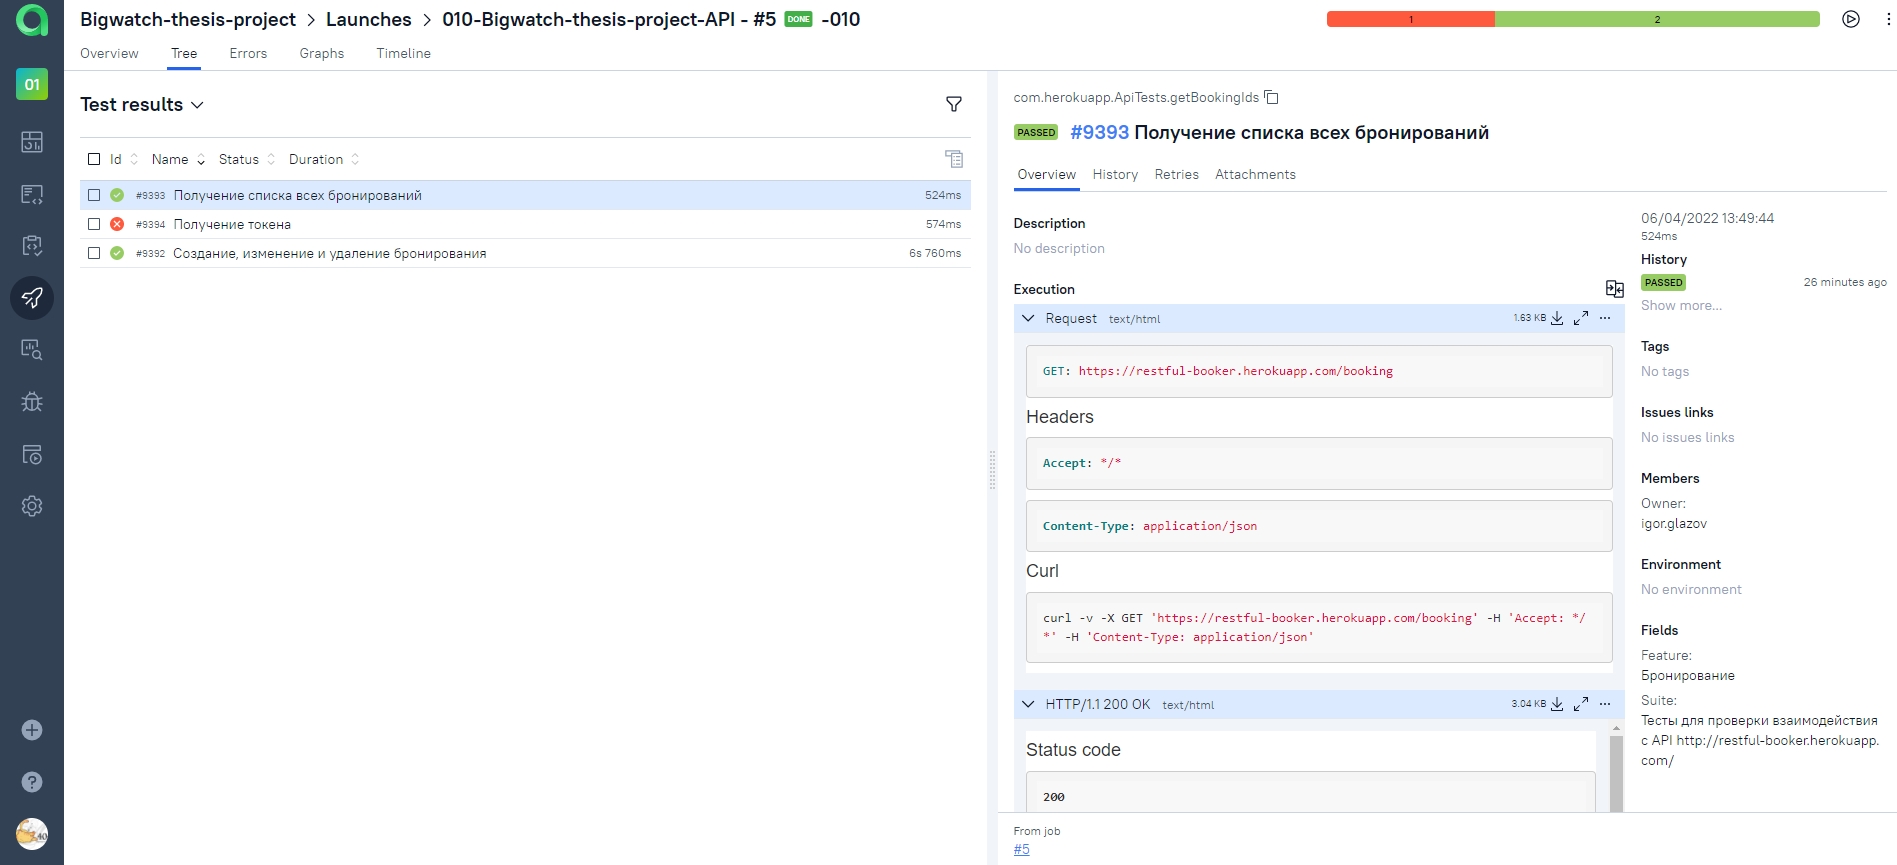 Bigwatch-thesis-project > Launches > 010-Bigwatch-thesis-project-API - #5 DONE -010
1 2
Overview Tree Errors Graphs Timeline
01
Test results
Id Name Status Duration
#9393 Получение списка всех бронирований 524ms
#9394 Получение токена 574ms
#9392 Создание, изменение и удаление бронирования 6s 760ms
com.herokuapp.ApiTests.getBookingIds
PASSED #9393 Получение списка всех бронирований
Overview History Retries Attachments
Description
No description
Execution
Request text/html 1.63 KB
GET: https://restful-booker.herokuapp.com/booking
Headers
Accept: */*
Content-Type: application/json
Curl
curl -v -X GET 'https://restful-booker.herokuapp.com/booking' -H 'Accept: */
*' -H 'Content-Type: application/json'
HTTP/1.1 200 OK text/html 3.04 KB
Status code
200
From job
#5
06/04/2022 13:49:44
524ms
History
PASSED 26 minutes ago
Show more...
Tags
No tags
Issues links
No issues links
Members
Owner:
igor.glazov
Environment
No environment
Fields
Feature:
Бронирование
Suite:
Тесты для проверки взаимодействия
с API http://restful-booker.herokuapp.
com/